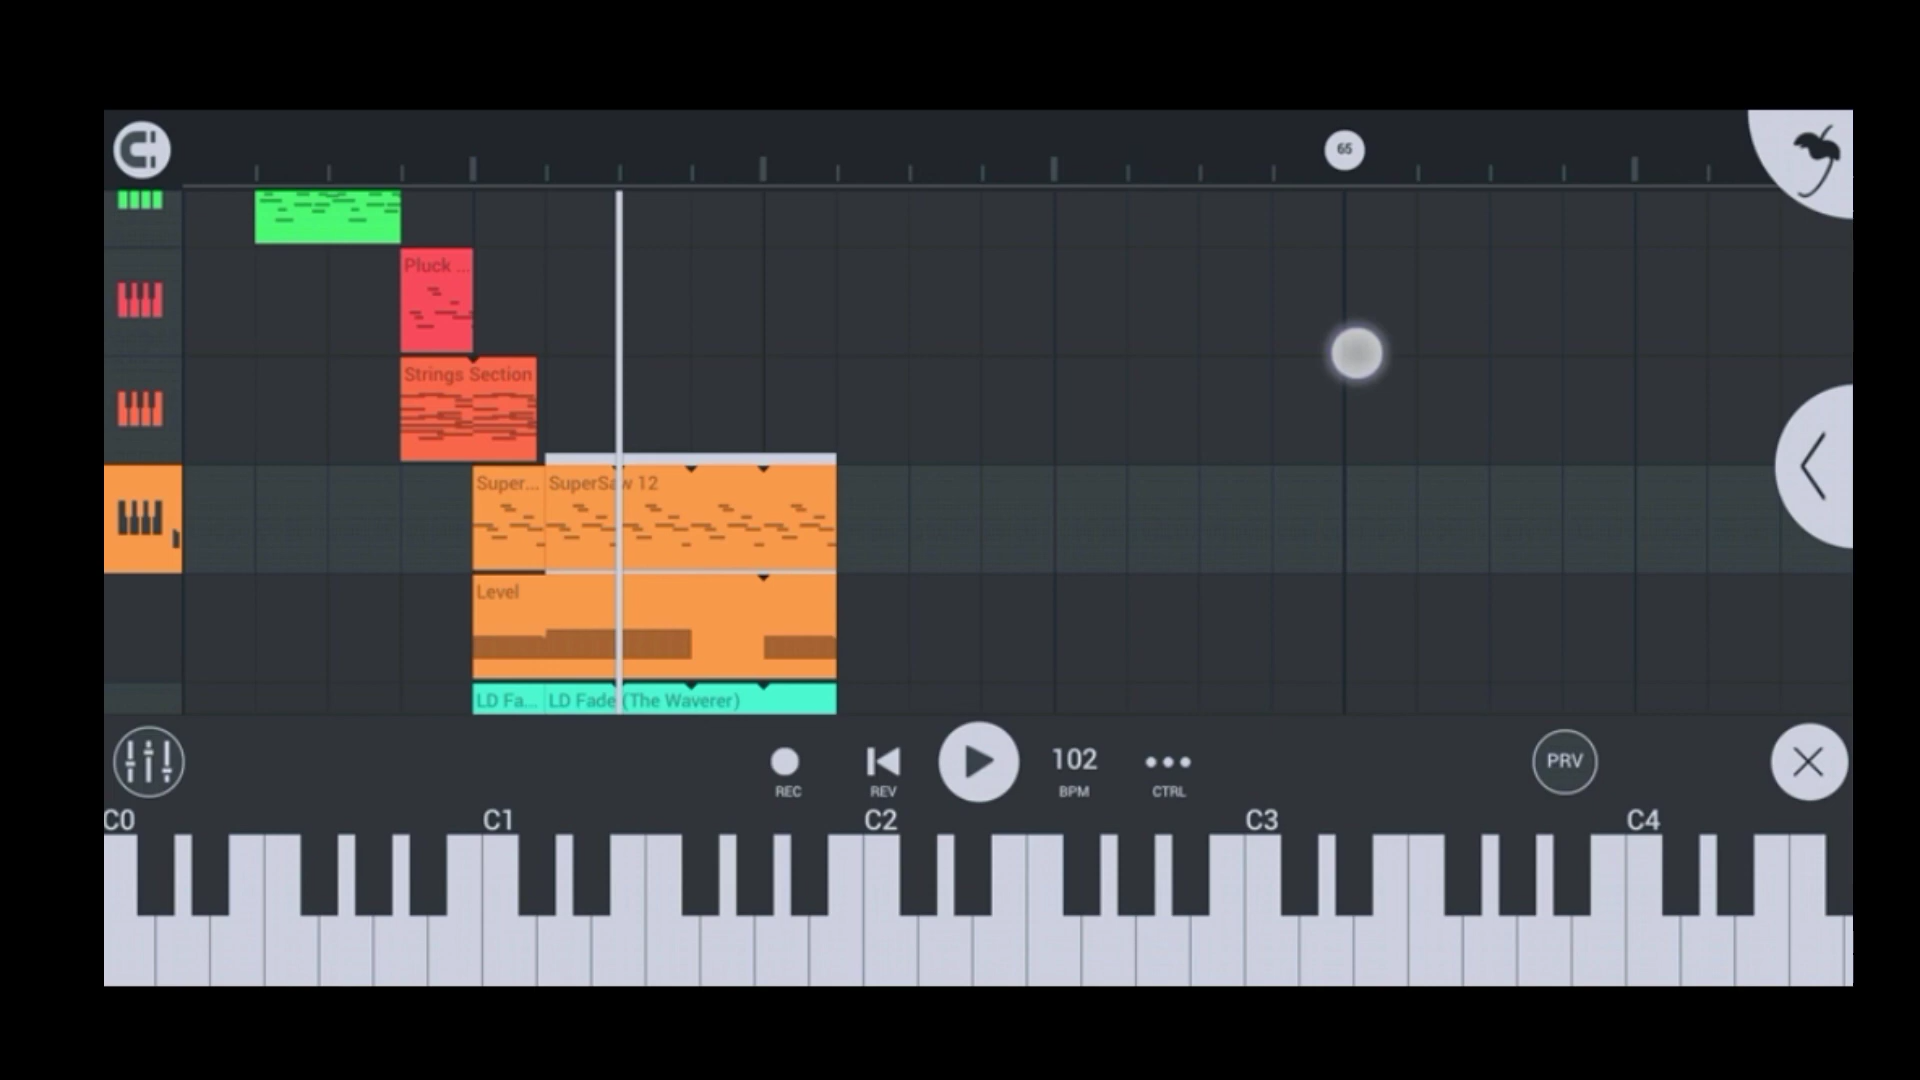 65
Pluck ...
Strings Section
Super... SuperSaw 12
Level
LD Fa... LD Fade (The Waverer)
102 PRV
REC REV BPM CTRL
C0 C1 C2 C3 C4